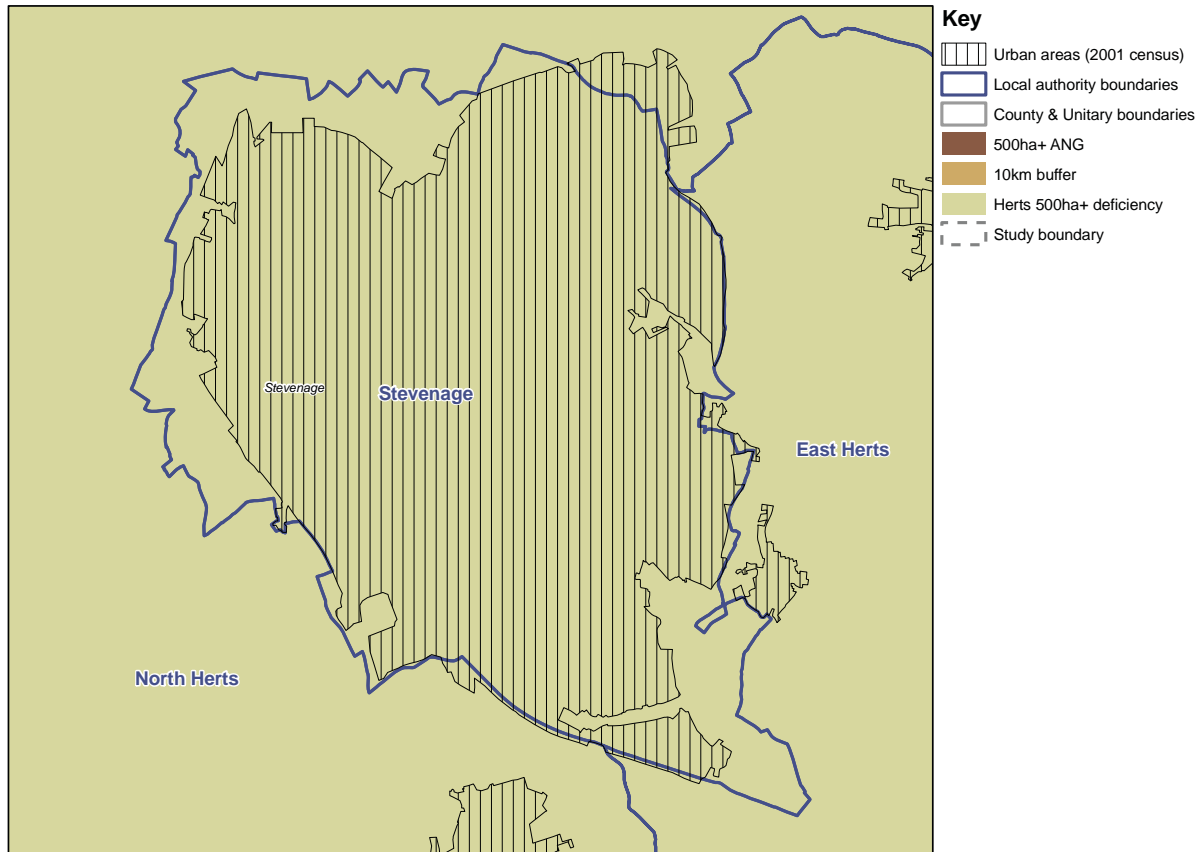 Key
Urban areas (2001 census)
Local authority boundaries
County & Unitary boundaries
500ha+ ANG
10km buffer
Herts 500ha+ deficiency
Study boundary
Stevenage
Stevenage
East Herts
North Herts